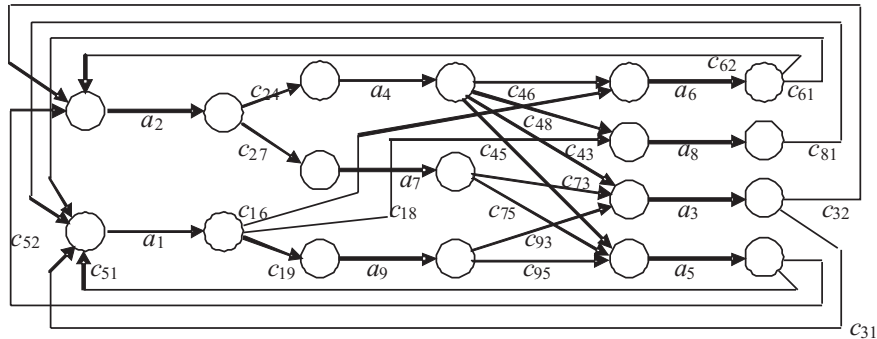 c62
c24 a4 c46 a6 c61
a2 c48
c27 c45 c43 a8 c81
a7 c73
c16 c18 c75 a3 c32
c52 a1 c93
c51 c19 a9 c95 a5
c31